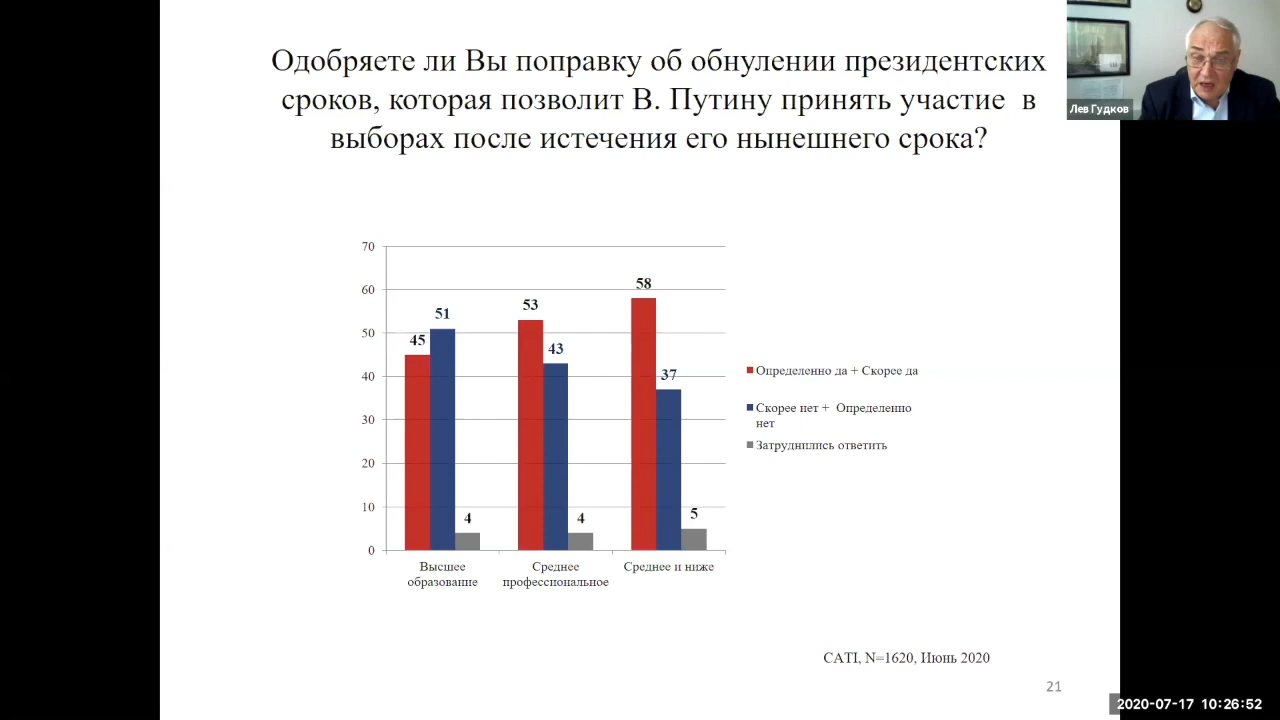 Одобряете ли Вы поправку об обнулении президентских
сроков, которая позволит В. Путину принять участие в
выборах после истечения его нынешнего срока?
Лев Гудков
70
60
50
40
30
20
10
0
45
51
4
53
43
4
58
37
5
Высшее
образование
Среднее
профессиональное
Среднее и ниже
Определенно да + Скорее да
Скорее нет + Определенно
нет
Затруднились ответить
CATI, N=1620, Июнь 2020
21
2020-07-17 10:26:52